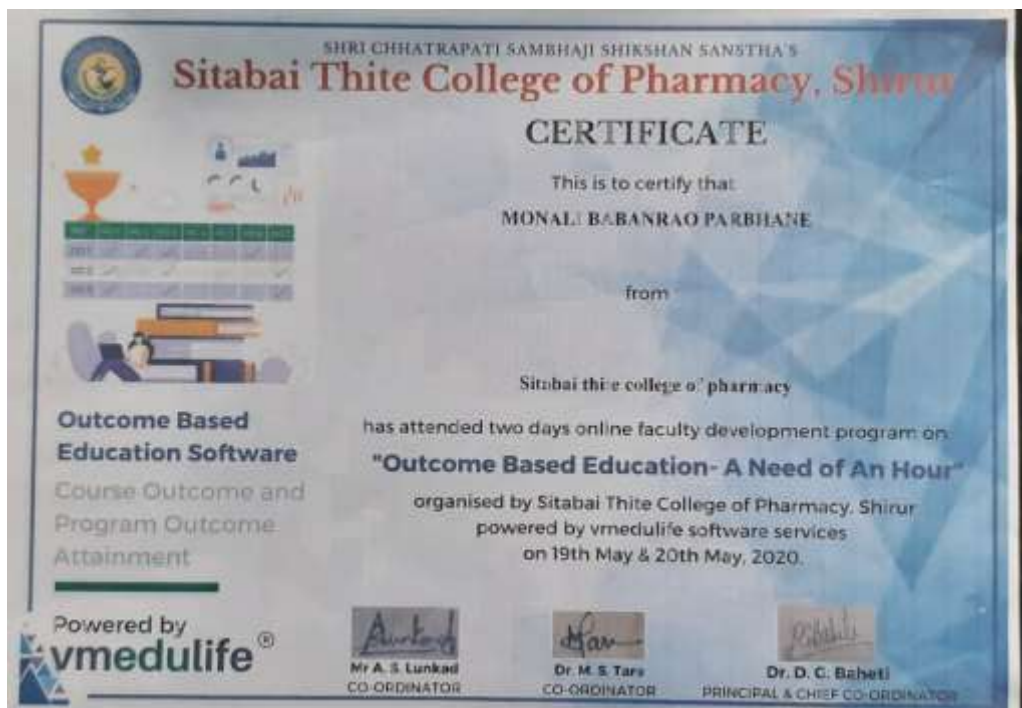 SHRI CHHATRAPATI SAMBHAJI SHIKSHAN SANSTHA'S
Sitabai Thite College of Pharmacy, Shirur
CERTIFICATE
This is to certify that
MONALI BABANRAO PARBHANE
from
Sitabai thite college of pharmacy
has attended two days online faculty development program on
"Outcome Based Education- A Need of An Hour"
organised by Sitabai Thite College of Pharmacy, Shirur
powered by vmedulife software services
on 19th May & 20th May, 2020.
Outcome Based
Education Software
Course Outcome and
Program Outcome
Attainment
Powered by
vmedulife®
Mr A. S. Lunkad
CO-ORDINATOR
Dr. M. S. Tare
CO-ORDINATOR
Dr. D. G. Baheti
PRINCIPAL & CHIEF CO-ORDINATOR